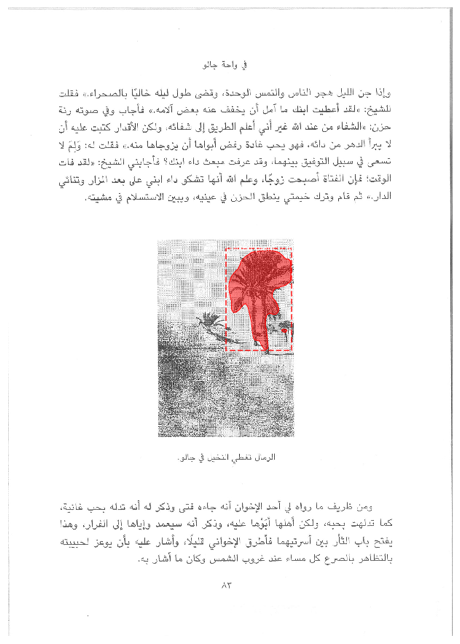 في واحة جالو
وإذا جن الليل هجر الناس والتمس الوحدة، وقضى طول ليله خاليًا بالصحراء.» فقلت
للشيخ: «لقد أعطيت ابنك ما آمل أن يخفف عنه بعض آلامه.» فأجاب وفي صوته رنة
حزن: «الشفاء من عند الله غير أني أعلم الطريق إلى شفائه، ولكن الأقدار كتبت عليه أن
لا يبرأ الدهر من دائه، فهو يحب غادة رفض أبواها أن يزوجاها منه.» فقلت له: وَلِمَ لا
تسعى في سبيل التوفيق بينهما، وقد عرفت مبعث داء ابنك؟ فأجابني الشيخ: «لقد فات
الوقت؛ فإن الفتاة أصبحت زوجًا، وعلم الله أنها تشكو داء ابني على بعد المزار وتنائي
الدار.» ثم قام وترك خيمتي ينطق الحزن في عينيه، ويبين الاستسلام في مشيته.
الرمال تغطي النخيل في جالو.
ومن ظريف ما رواه لي أحد الإخوان أنه جاءه فتى وذكر له أنه تدله بحب غانية،
كما تدلهت بحبه، ولكن أهلها أبَوْها عليه، وذكر أنه سيعمد وإياها إلى الفرار، وهذا
يفتح باب الثأر بين أسرتيهما فأطرق الإخواني قليلًا، وأشار عليه بأن يوعز لحبيبته
بالتظاهر بالصرع كل مساء عند غروب الشمس وكان ما أشار به.
٨٣